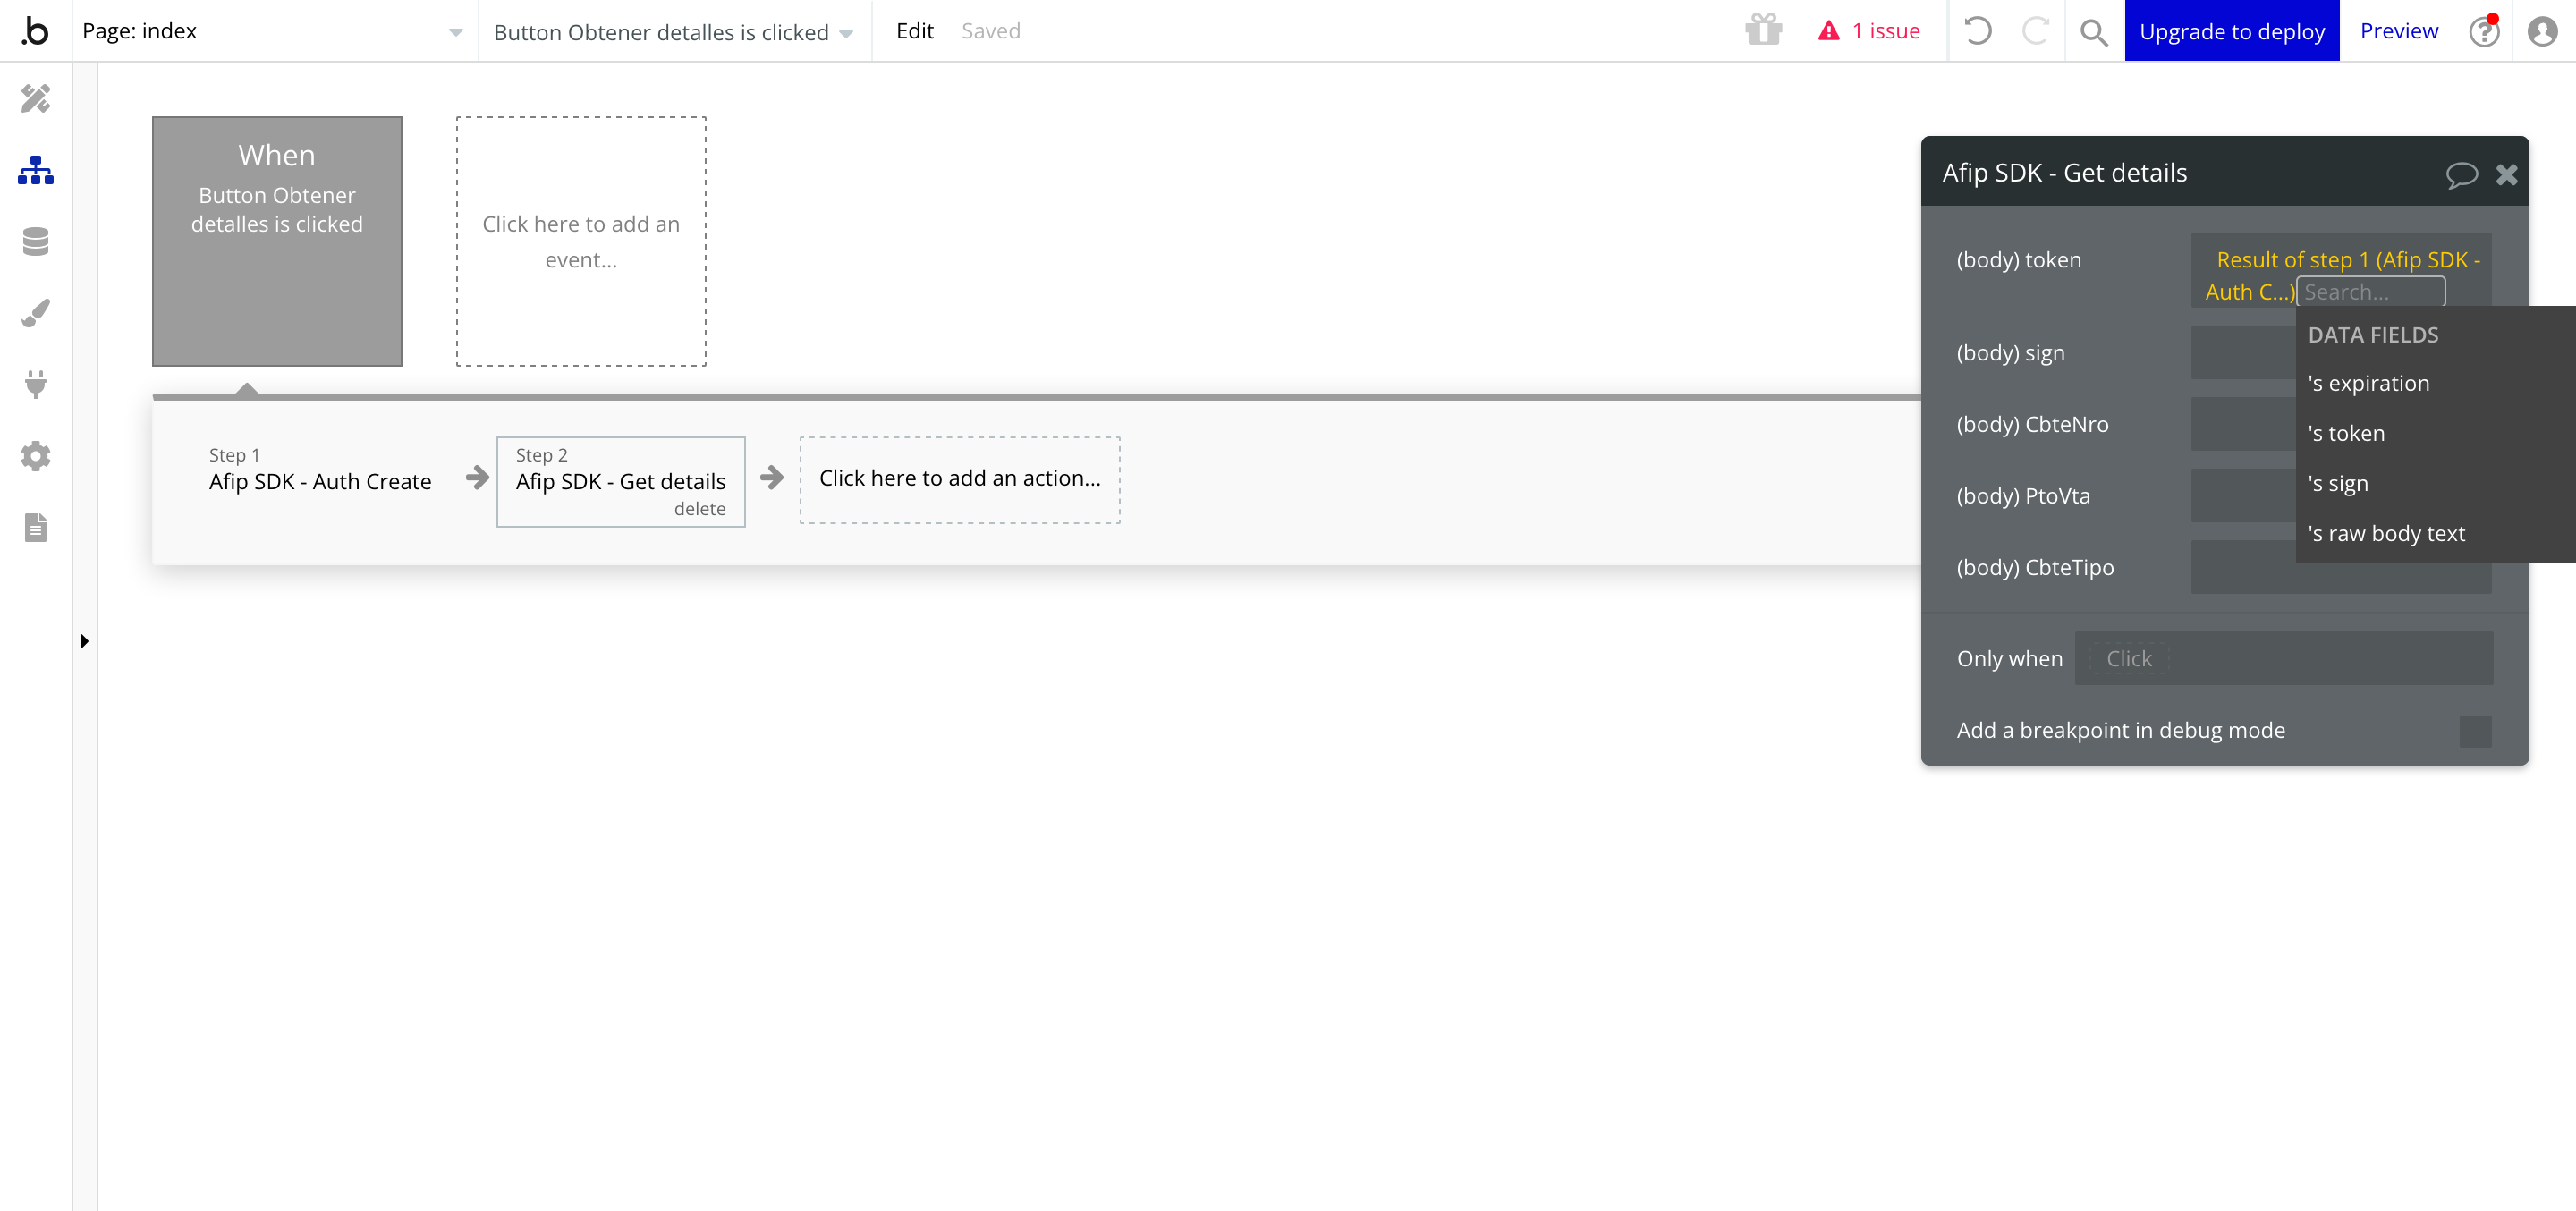 .b
Page: index
Button Obtener detalles is clicked
Edit
Saved
1 issue
Upgrade to deploy
Preview
When
Button Obtener
detalles is clicked
Click here to add an
event...
Step 1
Afip SDK - Auth Create
Step 2
Afip SDK - Get details
delete
Click here to add an action...
Afip SDK - Get details
(body) token
Result of step 1 (Afip SDK -
Auth C...)
Search...
DATA FIELDS
's expiration
's token
's sign
's raw body text
(body) sign
(body) CbteNro
(body) PtoVta
(body) CbteTipo
Only when
Click
Add a breakpoint in debug mode